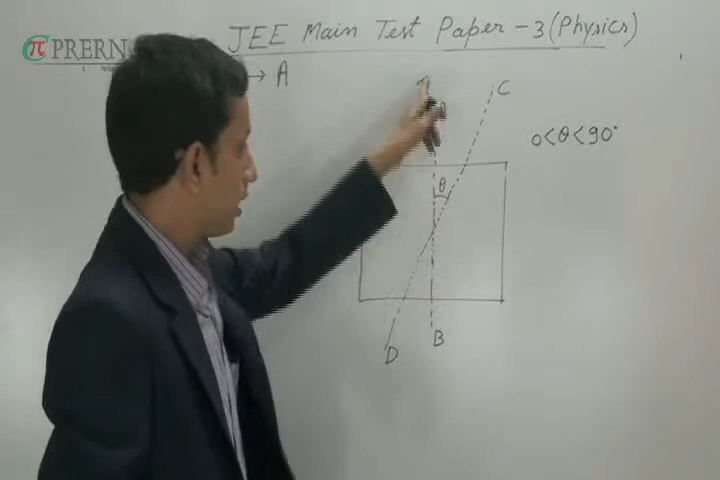 PRERN
JEE Main Test Paper - 3 (Physics)
→ A
C
0 < θ < 90°
θ
B
D